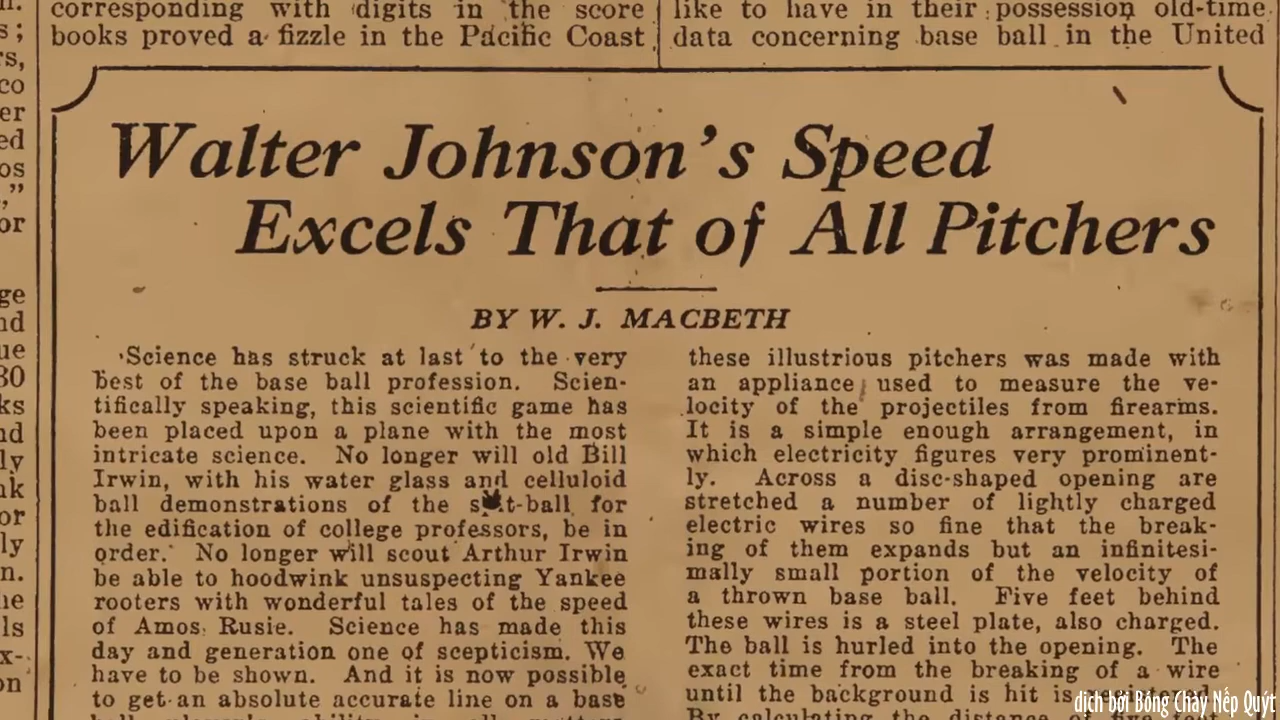 corresponding with digits in the score
books proved a fizzle in the Pacific Coast
like to have in their possession old-time
data concerning base ball in the United
Walter Johnson's Speed
Excels That of All Pitchers
BY W. J. MACBETH
Science has struck at last to the very
best of the base ball profession. Scien-
tifically speaking, this scientific game has
been placed upon a plane with the most
intricate science. No longer will old Bill
Irwin, with his water glass and celluloid
ball demonstrations of the for
the edification of college professors, be in
order. No longer will scout Arthur Irwin
be able to hoodwink unsuspecting Yankee
rooters with wonderful tales of the speed
of Amos Rusie. Science has made this
day and generation one of scepticism. We
have to be shown. And it is now possible
to get an absolute accurate line on a base
these illustrious pitchers was made with
an appliance used to measure the ve-
locity of the projectiles from firearms.
It is a simple enough arrangement, in
which electricity figures very prominent-
ly. Across a disc-shaped opening are
stretched a number of lightly charged
electric wires so fine that the break-
ing of them expands but an infinitesi-
mally small portion of the velocity of
a thrown base ball. Five feet behind
these wires is a steel plate, also charged.
The ball is hurled into the opening. The
exact time from the breaking of a wire
until the background is hit is
By calculating the distance of
dịch bởi Bóng Chày Nếp Quýt